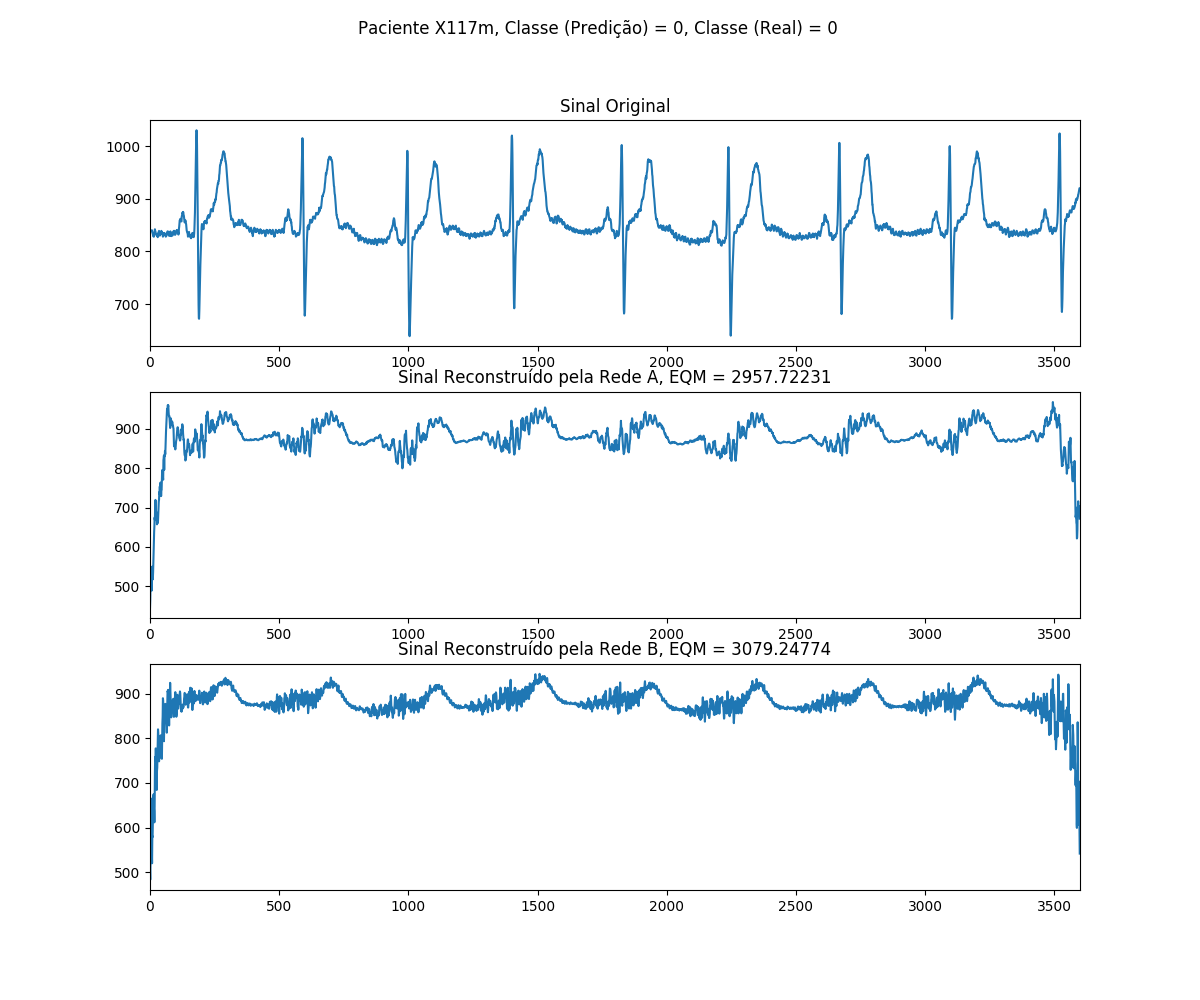 Paciente X117m, Classe (Predição) = 0, Classe (Real) = 0
Sinal Original
1000
900
800
700
0 500 1000 1500 2000 2500 3000 3500
Sinal Reconstruído pela Rede A, EQM = 2957.72231
900
800
700
600
500
0 500 1000 1500 2000 2500 3000 3500
Sinal Reconstruído pela Rede B, EQM = 3079.24774
900
800
700
600
500
0 500 1000 1500 2000 2500 3000 3500